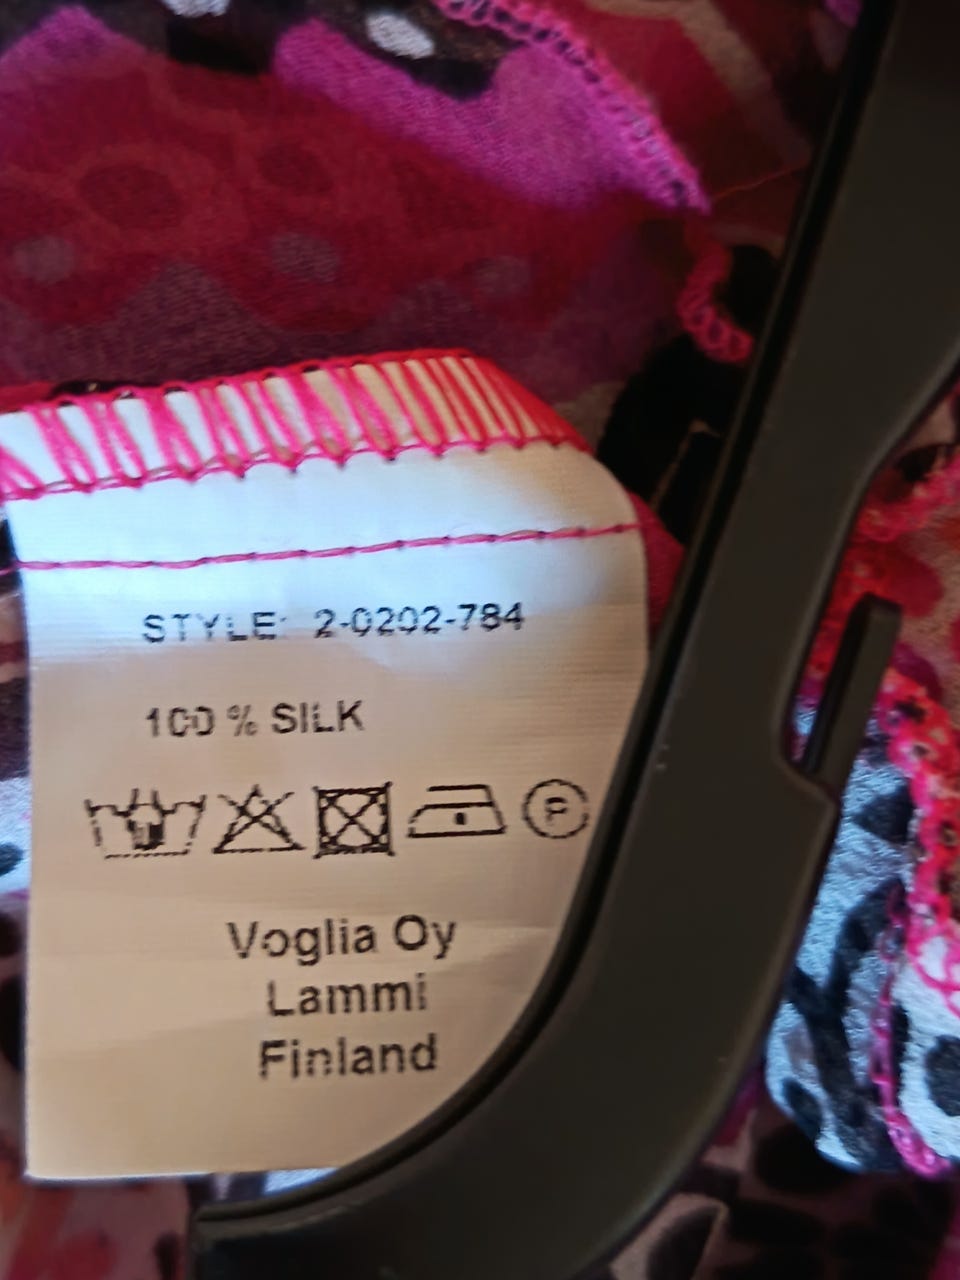 STYLE: 2-0202-784
100 % SILK
P
Voglia Oy
Lammi
Finland